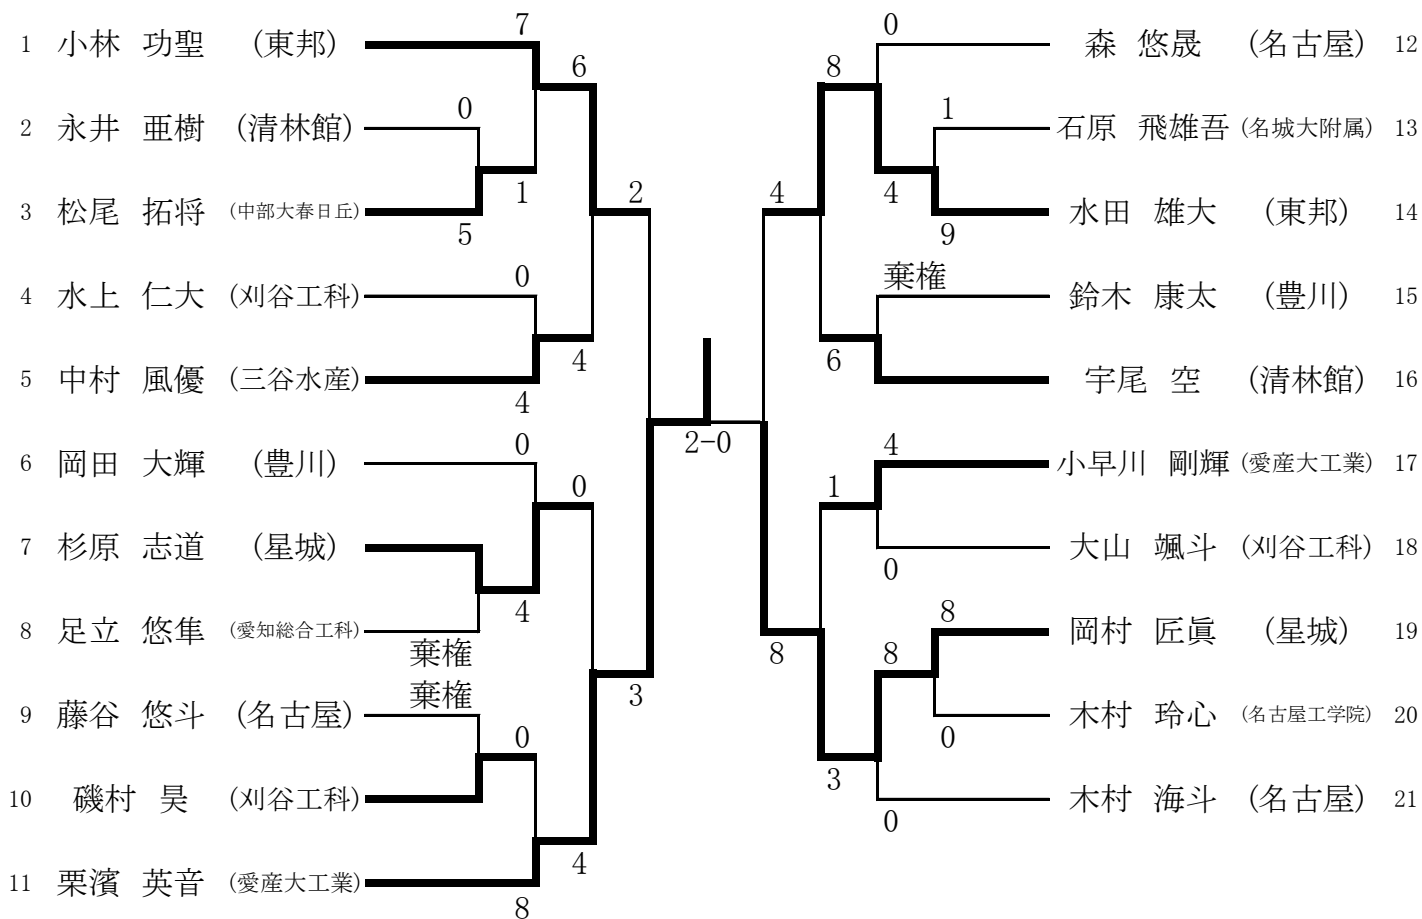 1 小林 功聖 (東邦) 7
6
2 永井 亜樹 (清林館) 0
1
3 松尾 拓将 (中部大春日丘) 5
2
4 水上 仁大 (刈谷工科) 0
4
5 中村 風優 (三谷水産) 4
6 岡田 大輝 (豊川) 0
0
7 杉原 志道 (星城)
4
8 足立 悠隼 (愛知総合工科) 棄権
3
9 藤谷 悠斗 (名古屋) 棄権
0
10 磯村 昊 (刈谷工科)
4
11 栗濱 英音 (愛産大工業) 8
2-0
0 森 悠晟 (名古屋) 12
8
1 石原 飛雄吾 (名城大附属) 13
4
9 水田 雄大 (東邦) 14
4
棄権 鈴木 康太 (豊川) 15
6
宇尾 空 (清林館) 16
4 小早川 剛輝 (愛産大工業) 17
1
0 大山 颯斗 (刈谷工科) 18
8
8 岡村 匠眞 (星城) 19
8
0 木村 玲心 (名古屋工学院) 20
3
0 木村 海斗 (名古屋) 21